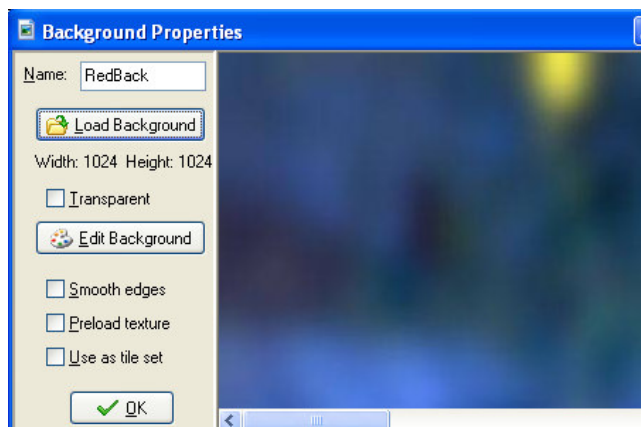 Background Properties
Name: RedBack
Load Background
Width: 1024 Height: 1024
Transparent
Edit Background
Smooth edges
Preload texture
Use as tile set
OK